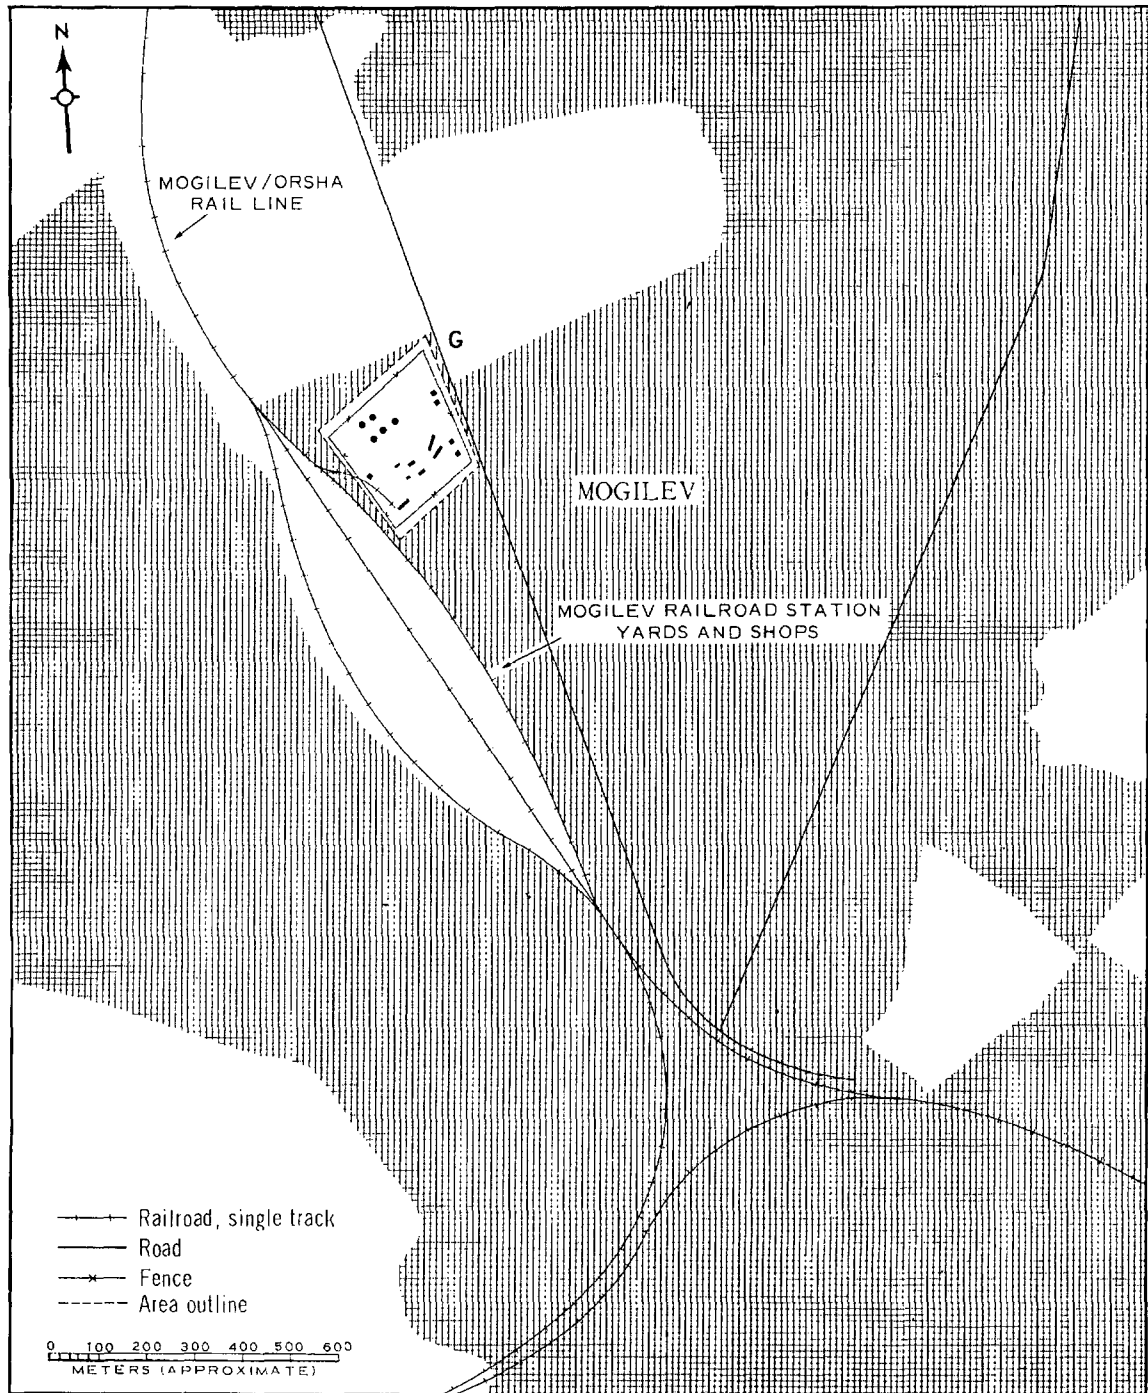 N
MOGILEV/ORSHA
RAIL LINE
G
MOGILEV
MOGILEV RAILROAD STATION
YARDS AND SHOPS
Railroad, single track
Road
Fence
Area outline
0 100 200 300 400 500 600
METERS (APPROXIMATE)